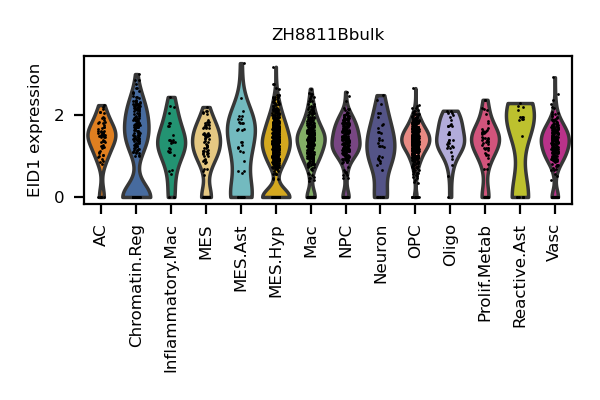 ZH8811Bbulk
EID1 expression
2
0
AC
Chromatin.Reg
Inflammatory.Mac
MES
MES.Ast
MES.Hyp
Mac
NPC
Neuron
OPC
Oligo
Prolif.Metab
Reactive.Ast
Vasc